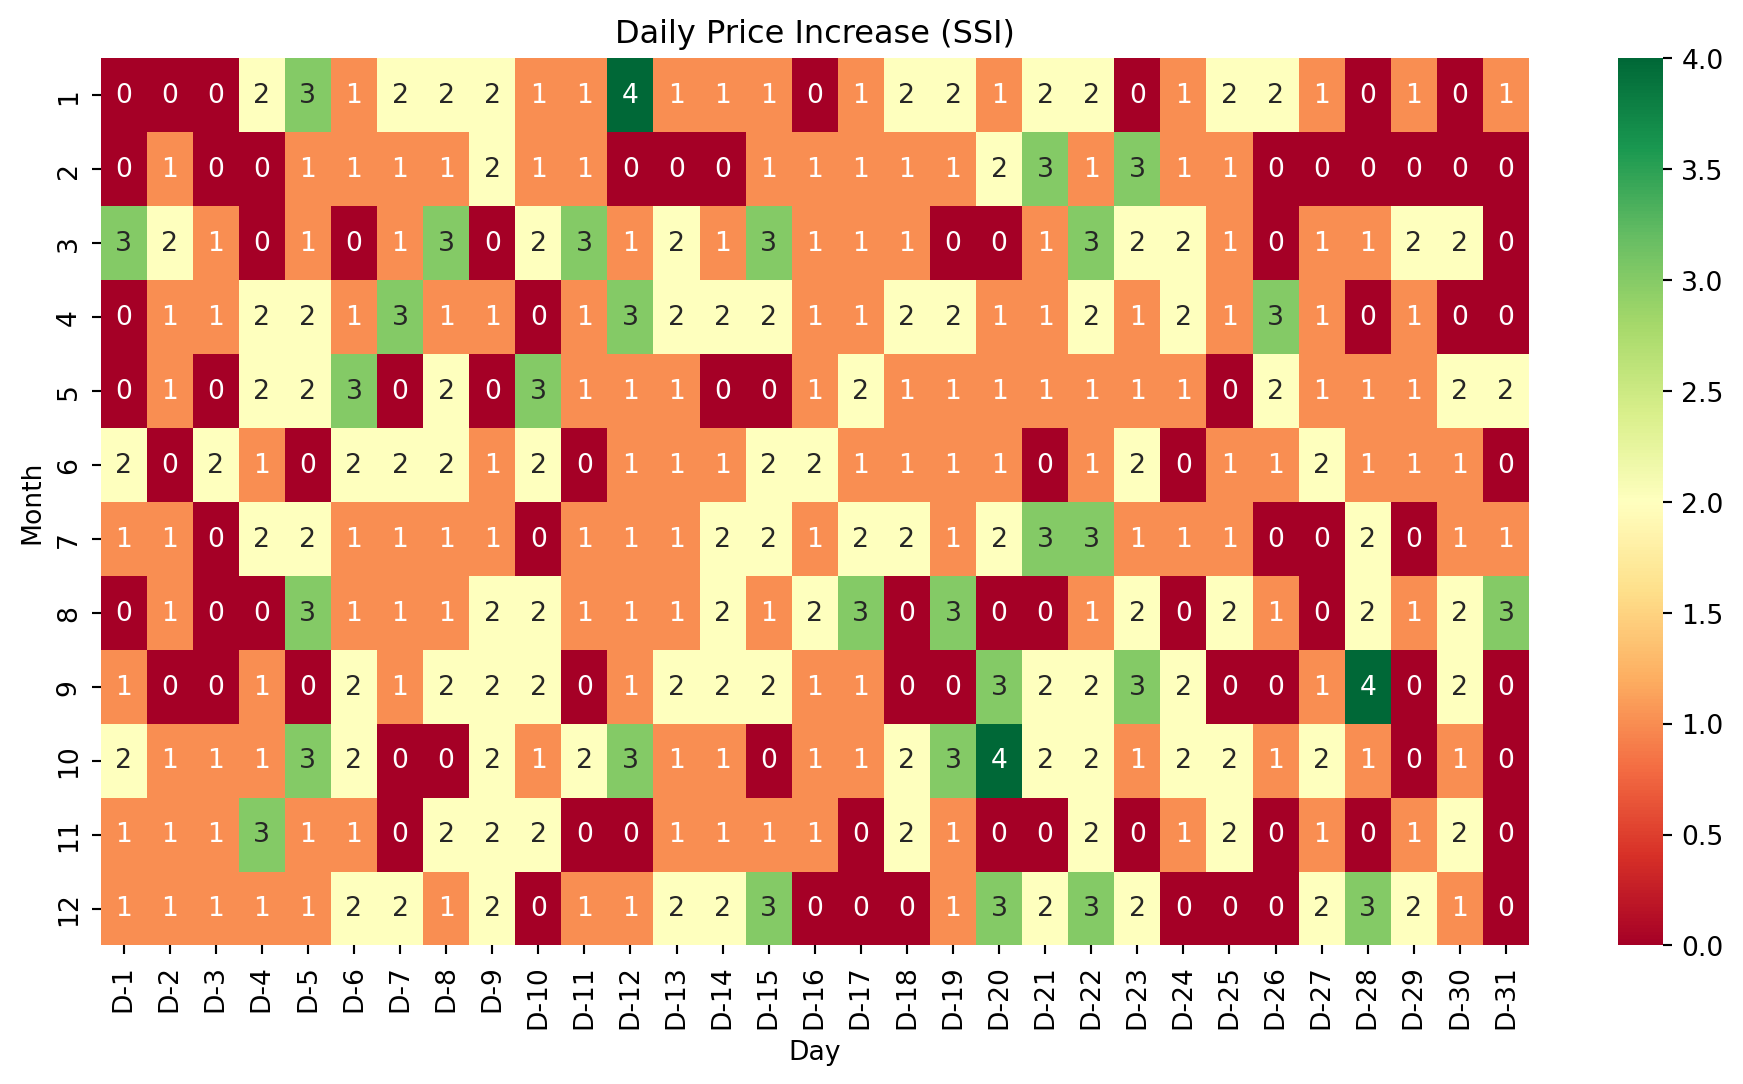 Daily Price Increase (SSI)
1 0 0 0 2 3 1 2 2 2 1 1 4 1 1 1 0 1 2 2 1 2 2 0 1 2 2 1 0 1 0 1
2 0 1 0 0 1 1 1 1 2 1 1 0 0 0 1 1 1 1 1 2 3 1 3 1 1 0 0 0 0 0 0
3 3 2 1 0 1 0 1 3 0 2 3 1 2 1 3 1 1 1 0 0 1 3 2 2 1 0 1 1 2 2 0
4 0 1 1 2 2 1 3 1 1 0 1 3 2 2 2 1 1 2 2 1 1 2 1 2 1 3 1 0 1 0 0
5 0 1 0 2 2 3 0 2 0 3 1 1 1 0 0 1 2 1 1 1 1 1 1 1 0 2 1 1 1 2 2
6 2 0 2 1 0 2 2 2 1 2 0 1 1 1 2 2 1 1 1 1 0 1 2 0 1 1 2 1 1 1 0
7 1 1 0 2 2 1 1 1 1 0 1 1 1 2 2 1 2 2 1 2 3 3 1 1 1 0 0 2 0 1 1
8 0 1 0 0 3 1 1 1 2 2 1 1 1 2 1 2 3 0 3 0 0 1 2 0 2 1 0 2 1 2 3
9 1 0 0 1 0 2 1 2 2 2 0 1 2 2 2 1 1 0 0 3 2 2 3 2 0 0 1 4 0 2 0
10 2 1 1 1 3 2 0 0 2 1 2 3 1 1 0 1 1 2 3 4 2 2 1 2 2 1 2 1 0 1 0
11 1 1 1 3 1 1 0 2 2 2 0 0 1 1 1 1 0 2 1 0 0 2 0 1 2 0 1 0 1 2 0
12 1 1 1 1 1 2 2 1 2 0 1 1 2 2 3 0 0 0 1 3 2 3 2 0 0 0 2 3 2 1 0
D-1 D-2 D-3 D-4 D-5 D-6 D-7 D-8 D-9 D-10 D-11 D-12 D-13 D-14 D-15 D-16 D-17 D-18 D-19 D-20 D-21 D-22 D-23 D-24 D-25 D-26 D-27 D-28 D-29 D-30 D-31
Day
Month
4.0
3.5
3.0
2.5
2.0
1.5
1.0
0.5
0.0